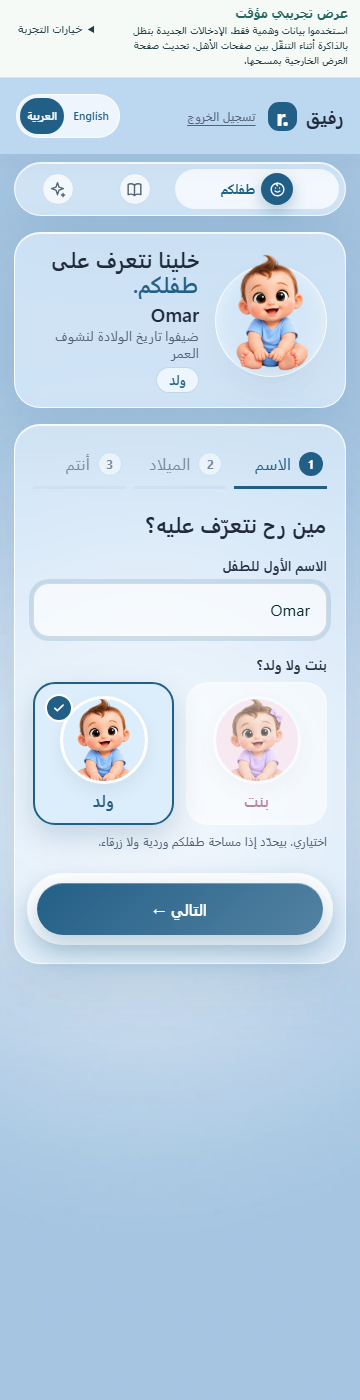 عرض تجريبي مؤقت
استخدموا بيانات وهمية فقط. الإدخالات الجديدة بتظل
بالذاكرة أثناء التنقّل بين صفحات الأهل. تحديث صفحة
العرض الخارجية بمسحها.
◀ خيارات التجربة
رفيق
r.
تسجيل الخروج
English
العربية
طفلكم
خلينا نتعرف على
طفلكم.
Omar
ضيفوا تاريخ الولادة لنشوف
العمر
ولد
1 الاسم
2 الميلاد
3 أنتم
مين رح نتعرّف عليه؟
الاسم الأول للطفل
Omar
بنت ولا ولد؟
بنت
ولد
اختياري. بيحدّد إذا مساحة طفلكم وردية ولا زرقاء.
التالي ←